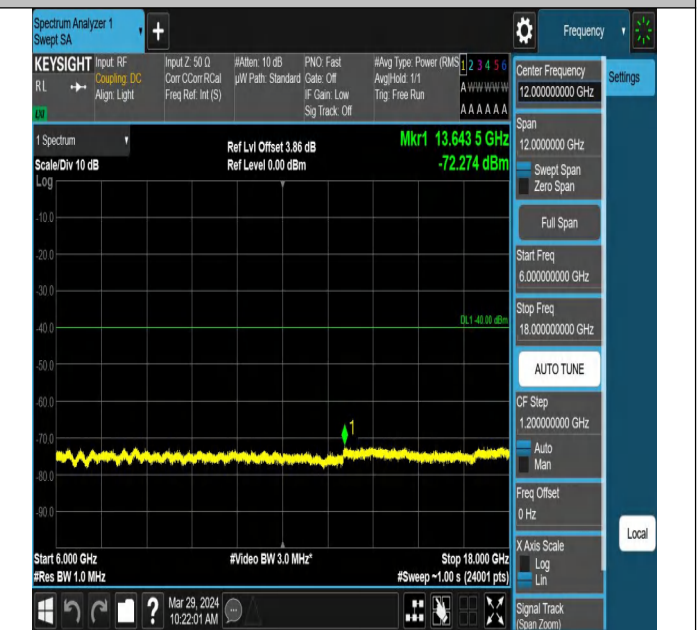 Spectrum Analyzer 1
Swept SA
+
Frequency
KEYSIGHT
RL
LXI
Input: RF
Coupling: DC
Align: Light
Input Z: 50 Ω
Corr CCorr RCal
Freq Ref: Int (S)
#Atten: 10 dB
µW Path: Standard
PNO: Fast
Gate: Off
IF Gain: Low
Sig Track: Off
#Avg Type: Power (RMS
Avg|Hold: 1/1
Trig: Free Run
1 2 3 4 5 6
A W W W W W
A A A A A A
1 Spectrum
Scale/Div 10 dB
Log
Ref Lvl Offset 3.86 dB
Ref Level 0.00 dBm
Mkr1 13.643 5 GHz
-72.274 dBm
-10.0
-20.0
-30.0
-40.0
-50.0
-60.0
-70.0
-80.0
-90.0
DL1 -40.00 dBm
1
Start 6.000 GHz
#Res BW 1.0 MHz
#Video BW 3.0 MHz*
Stop 18.000 GHz
#Sweep ~1.00 s (24001 pts)
Center Frequency
12.000000000 GHz
Settings
Span
12.0000000 GHz
Swept Span
Zero Span
Full Span
Start Freq
6.000000000 GHz
Stop Freq
18.000000000 GHz
AUTO TUNE
CF Step
1.200000000 GHz
Auto
Man
Freq Offset
0 Hz
X Axis Scale
Log
Lin
Local
Signal Track
(Span Zoom)
?
Mar 29, 2024
10:22:01 AM